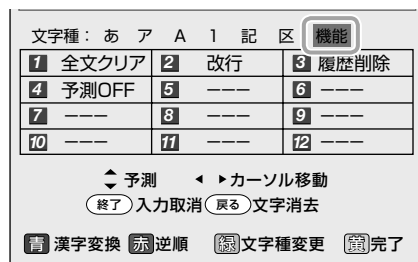 文字種： あ ア A 1 記 区 機能
1 全文クリア 2 改行 3 履歴削除
4 予測OFF 5 －－－ 6 －－－
7 －－－ 8 －－－ 9 －－－
10 －－－ 11 －－－ 12 －－－
予測 カーソル移動
終了 入力取消 戻る 文字消去
青 漢字変換 赤 逆順 緑 文字種変更 黄 完了